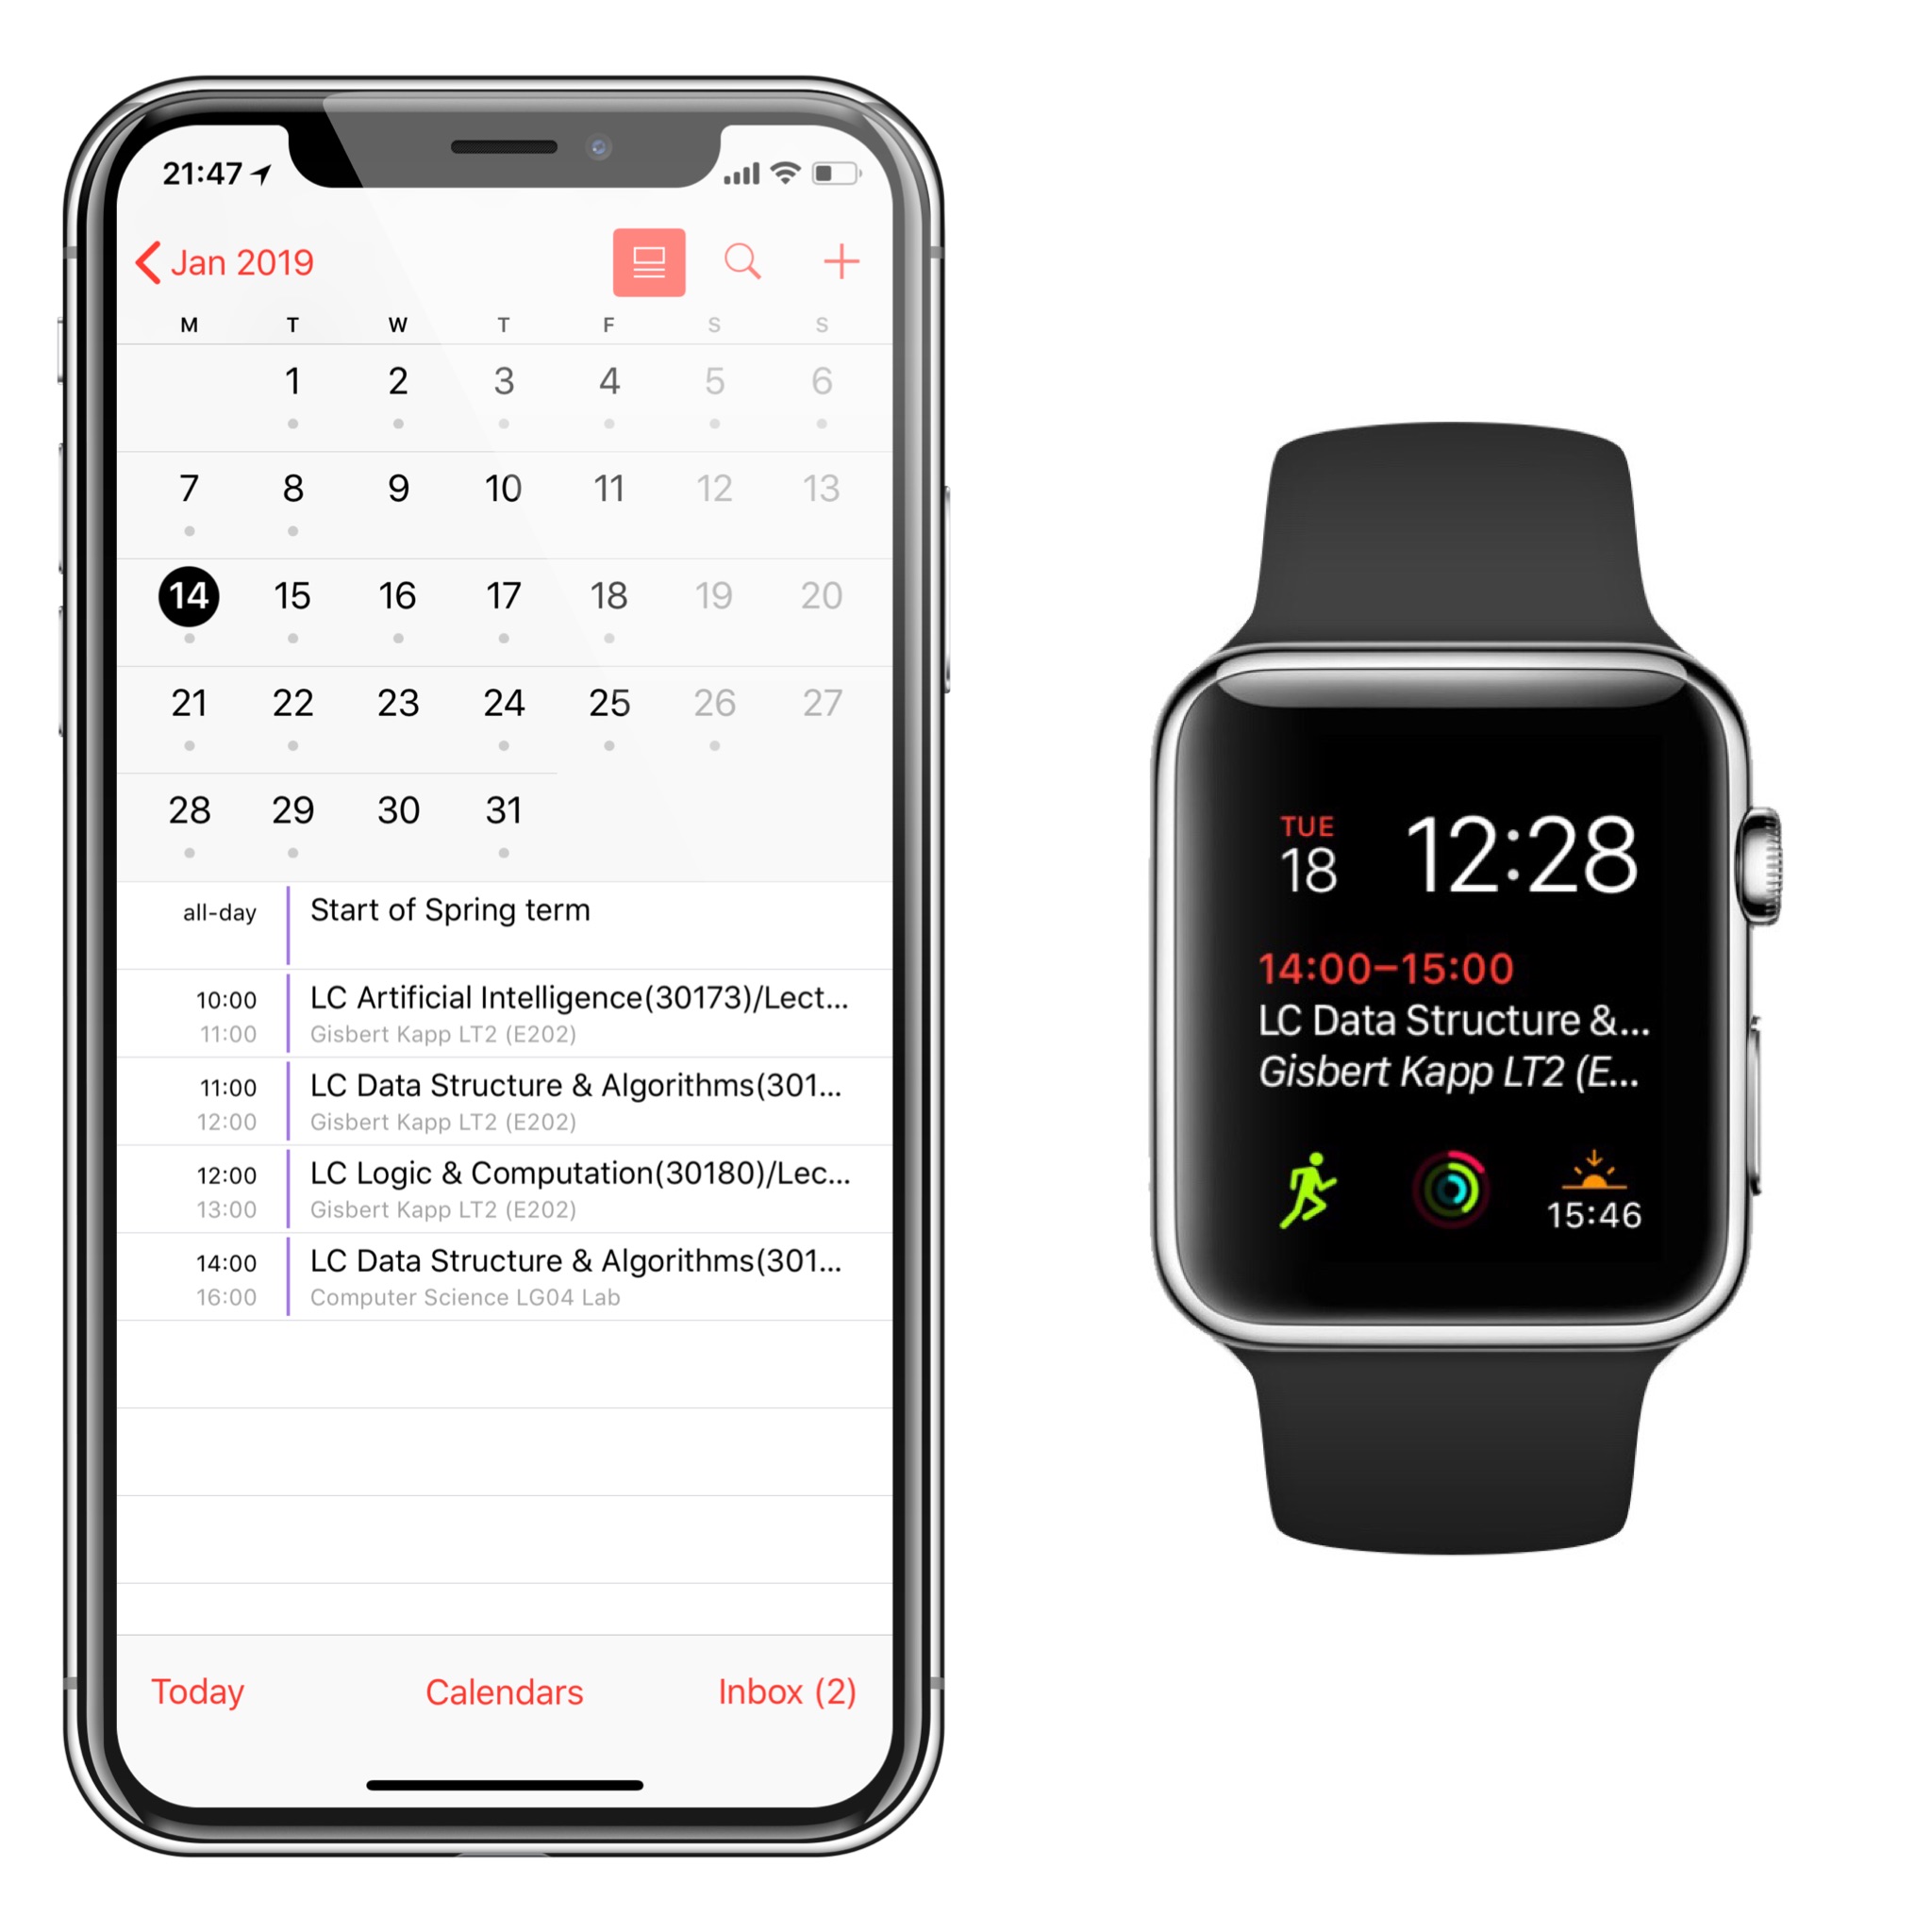 21:47
Jan 2019
M T W T F S S
1 2 3 4 5 6
7 8 9 10 11 12 13
14 15 16 17 18 19 20
21 22 23 24 25 26 27
28 29 30 31
all-day Start of Spring term
10:00 LC Artificial Intelligence(30173)/Lect...
11:00 Gisbert Kapp LT2 (E202)
11:00 LC Data Structure & Algorithms(301...
12:00 Gisbert Kapp LT2 (E202)
12:00 LC Logic & Computation(30180)/Lec...
13:00 Gisbert Kapp LT2 (E202)
14:00 LC Data Structure & Algorithms(301...
16:00 Computer Science LG04 Lab
Today Calendars Inbox (2)
TUE
18 12:28
14:00–15:00
LC Data Structure &...
Gisbert Kapp LT2 (E...
15:46